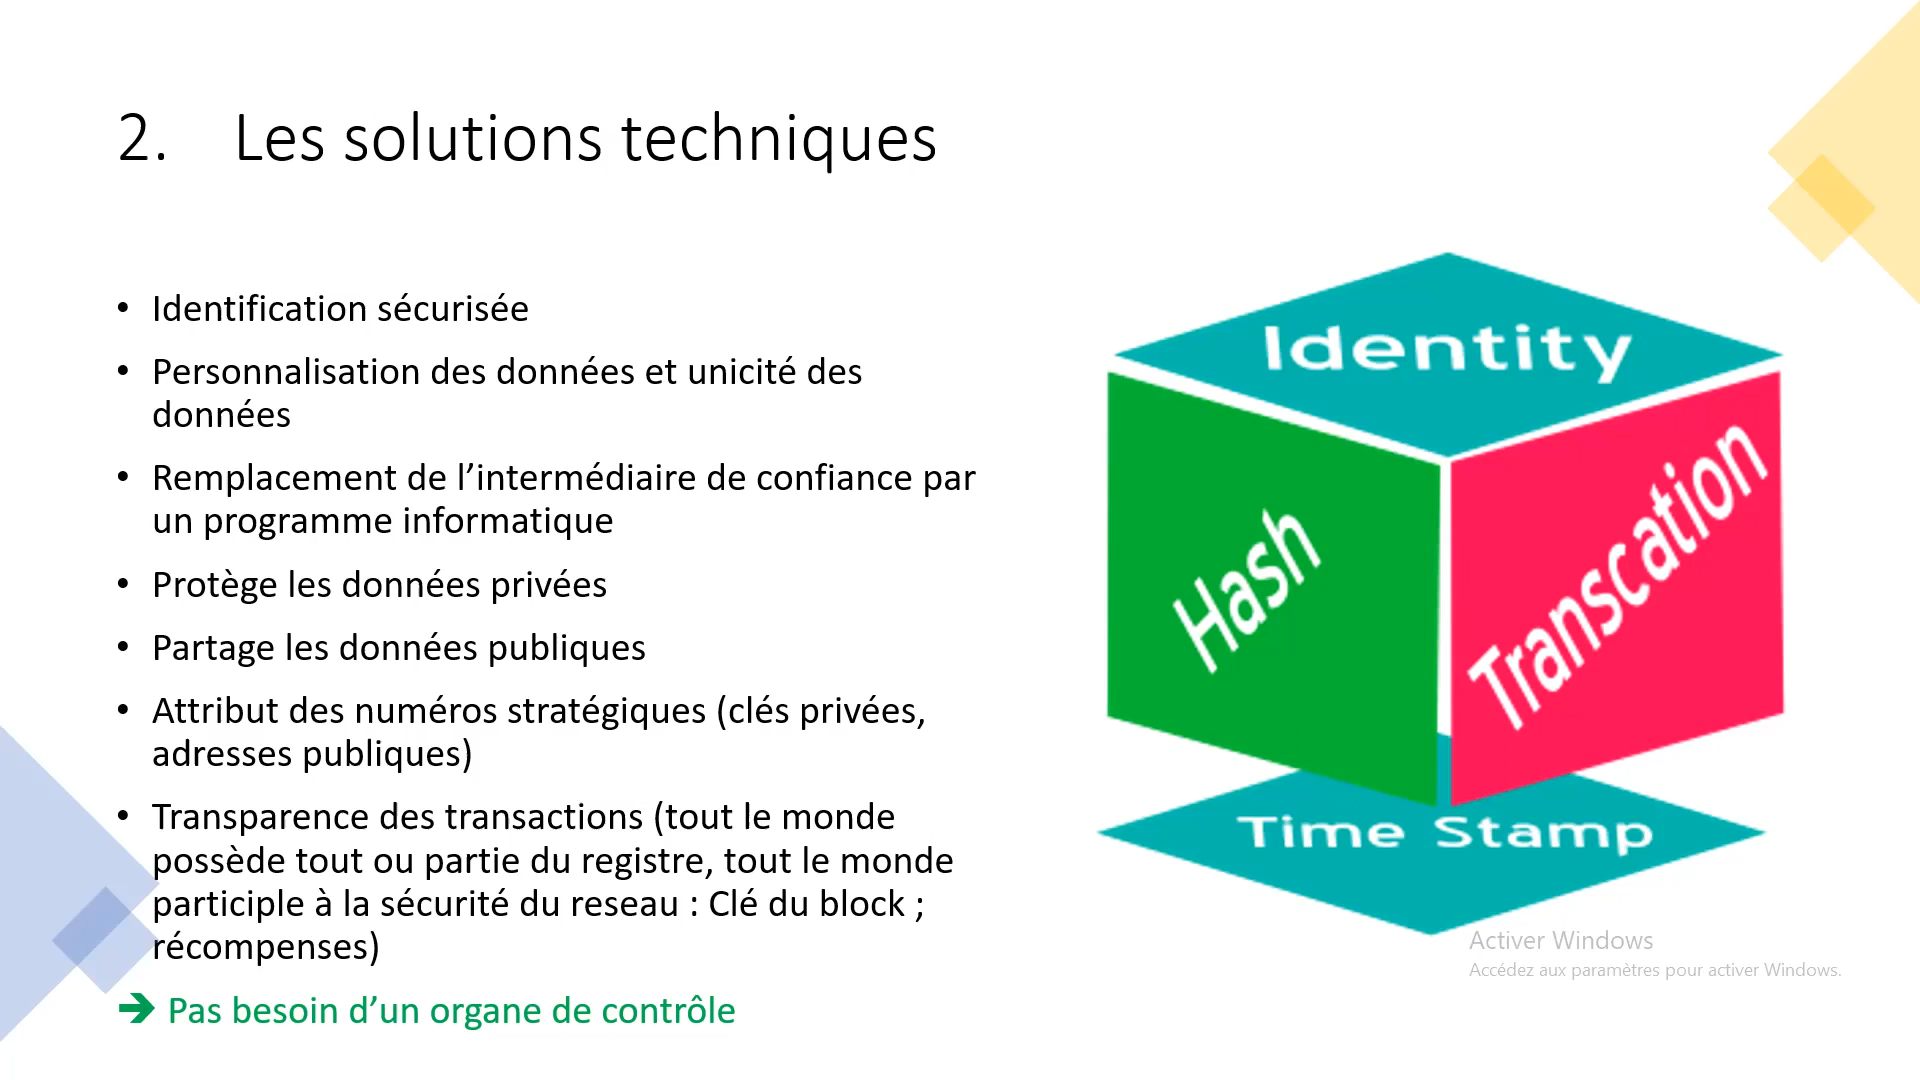 2. Les solutions techniques
• Identification sécurisée
• Personnalisation des données et unicité des
données
• Remplacement de l’intermédiaire de confiance par
un programme informatique
• Protège les données privées
• Partage les données publiques
• Attribut des numéros stratégiques (clés privées,
adresses publiques)
• Transparence des transactions (tout le monde
possède tout ou partie du registre, tout le monde
participle à la sécurité du reseau : Clé du block ;
récompenses)
➔ Pas besoin d’un organe de contrôle
Identity
Hash
Transcation
Time Stamp
Activer Windows
Accédez aux paramètres pour activer Windows.